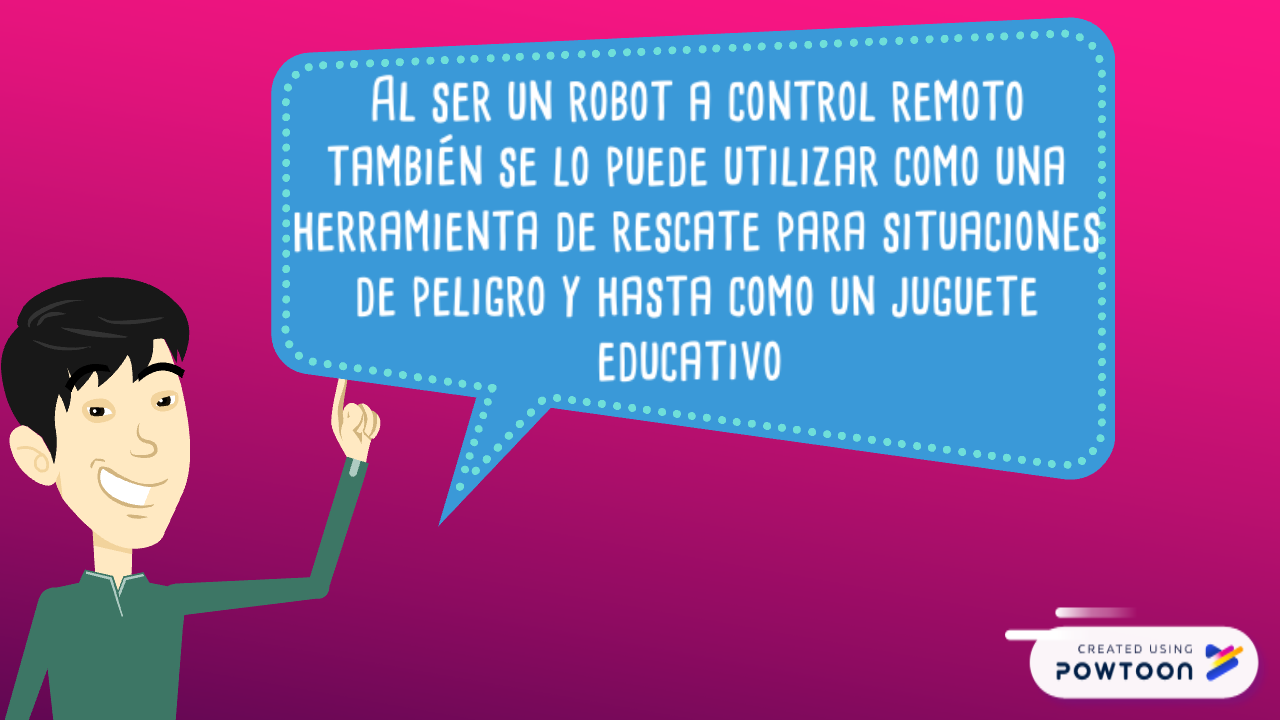 Al ser un robot a control remoto
también se lo puede utilizar como una
herramienta de rescate para situaciones
de peligro y hasta como un juguete
educativo
CREATED USING
POWTOON